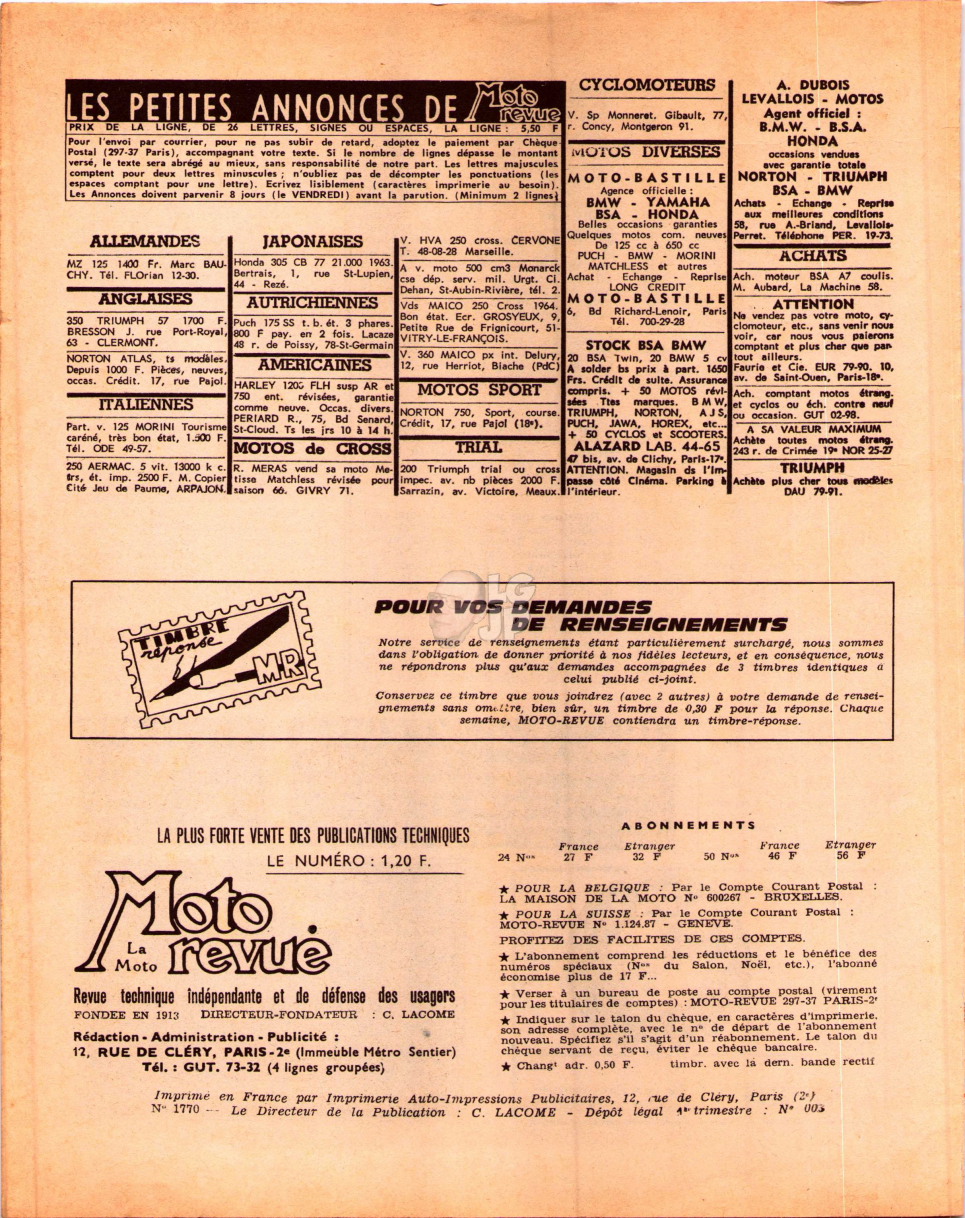 LES PETITES ANNONCES DE Moto revue
PRIX DE LA LIGNE, DE 26 LETTRES, SIGNES OU ESPACES, LA LIGNE : 5,50 F
Pour l'envoi par courrier, pour ne pas subir de retard, adoptez le paiement par Chèque-
Postal (297-37 Paris), accompagnant votre texte. Si le nombre de lignes dépasse le montant
versé, le texte sera abrégé au mieux, sans responsabilité de notre part. Les lettres majuscules
comptent pour deux lettres minuscules ; n'oubliez pas de décompter les ponctuations (les
espaces comptant pour une lettre). Ecrivez lisiblement (caractères imprimerie au besoin).
Les Annonces doivent parvenir 8 jours (le VENDREDI) avant la parution. (Minimum 2 lignes)
ALLEMANDES
MZ 125 1400 Fr. Marc BAU-
CHY. Tél. FLOrian 12-30.
ANGLAISES
350 TRIUMPH 57 1700 F.
BRESSON J. rue Port-Royal,
63 - CLERMONT.
NORTON ATLAS, ts modèles.
Depuis 1000 F. Pièces, neuves,
occas. Crédit. 17, rue Pajol.
ITALIENNES
Part. v. 125 MORINI Tourisme
caréné, très bon état, 1.500 F.
Tél. ODE 49-57.
250 AERMAC. 5 vit. 13000 k c.
frs, ét. imp. 2500 F. M. Copier
Cité Jeu de Paume, ARPAJON.
JAPONAISES
Honda 305 CB 77 21.000 1963.
Bertrais, 1, rue St-Lupien,
44 - Rezé.
AUTRICHIENNES
Puch 175 SS t. b. ét. 3 phares.
800 F pay. en 2 fois. Lacaze
48 r. de Poissy, 78-St-Germain
AMERICAINES
HARLEY 1200 FLH susp AR et
750 ent. révisées, garantie
comme neuve. Occas. divers.
PERIARD R., 75, Bd Senard,
St-Cloud. Ts les jrs 10 à 14 h.
MOTOS de CROSS
R. MERAS vend sa moto Me-
tisse Matchless révisée pour
saison 66. GIVRY 71.
V. HVA 250 cross. CERVONE
T. 48-08-28 Marseille.
A v. moto 500 cm3 Monarck
cse dép. serv. mil. Urgt. Ci.
Dehan, St-Aubin-Rivière, tél. 2.
Vds MAICO 250 Cross 1964.
Bon état. Ecr. GROSYEUX, 9,
Petite Rue de Frignicourt, 51-
VITRY-LE-FRANÇOIS.
V. 360 MAICO px int. Delury,
12, rue Herriot, Biache (PdC)
MOTOS SPORT
NORTON 750, Sport, course.
Crédit, 17, rue Pajol (18e).
TRIAL
200 Triumph trial ou cross
impec. av. nb pièces 2000 F.
Sarrazin, av. Victoire, Meaux.
CYCLOMOTEURS
V. Sp Monneret. Gibault, 77,
r. Concy, Montgeron 91.
MOTOS DIVERSES
MOTO-BASTILLE
Agence officielle :
BMW - YAMAHA
BSA - HONDA
Belles occasions garanties
Quelques motos com. neuves
De 125 cc à 650 cc
PUCH - BMW - MORINI
MATCHLESS et autres
Achat - Echange - Reprise
LONG CREDIT
MOTO-BASTILLE
6, Bd Richard-Lenoir, Paris
Tél. 700-29-28
STOCK BSA BMW
20 BSA Twin, 20 BMW 5 cv
A solder bs prix à part. 1650
Frs. Crédit de suite. Assurance
compris. + 50 MOTOS révi-
sées Ttes marques. BMW,
TRIUMPH, NORTON, AJS,
PUCH, JAWA, HOREX, etc...
+ 50 CYCLOS et SCOOTERS.
ALAZARD LAB. 44-65
47 bis, av. de Clichy, Paris-17e.
ATTENTION. Magasin ds l'im-
passe côté Cinéma. Parking à
l'intérieur.
A. DUBOIS
LEVALLOIS - MOTOS
Agent officiel :
B.M.W. - B.S.A.
HONDA
occasions vendues
avec garantie totale
NORTON - TRIUMPH
BSA - BMW
Achats - Echange - Reprise
aux meilleures conditions
58, rue A.-Briand, Levallois-
Perret. Téléphone PER. 19-73.
ACHATS
Ach. moteur BSA A7 coulis.
M. Aubard, La Machine 58.
ATTENTION
Ne vendez pas votre moto, cy-
clomoteur, etc., sans venir nous
voir, car nous vous paierons
comptant et plus cher que par-
tout ailleurs.
Faurie et Cie. EUR 79-90. 10,
av. de Saint-Ouen, Paris-18e.
Ach. comptant motos étrang.
et cyclos ou éch. contre neuf
ou occasion. GUT 02-98.
A SA VALEUR MAXIMUM
Achète toutes motos étrang.
243 r. de Crimée 19e NOR 25-27
TRIUMPH
Achète plus cher tous modèles
DAU 79-91.
TIMBRE
réponse
M-R
POUR VOS DEMANDES
DE RENSEIGNEMENTS
Notre service de renseignements étant particulièrement surchargé, nous sommes
dans l'obligation de donner priorité à nos fidèles lecteurs, et en conséquence, nous
ne répondrons plus qu'aux demandes accompagnées de 3 timbres identiques à
celui publié ci-joint.
Conservez ce timbre que vous joindrez (avec 2 autres) à votre demande de rensei-
gnements sans omettre, bien sûr, un timbre de 0,30 F pour la réponse. Chaque
semaine, MOTO-REVUE contiendra un timbre-réponse.
LG
JP
LA PLUS FORTE VENTE DES PUBLICATIONS TECHNIQUES
LE NUMÉRO : 1,20 F.
Moto
La Moto revue
Revue technique indépendante et de défense des usagers
FONDEE EN 1913 DIRECTEUR-FONDATEUR : C. LACOME
Rédaction - Administration - Publicité :
12, RUE DE CLÉRY, PARIS-2e (Immeuble Métro Sentier)
Tél. : GUT. 73-32 (4 lignes groupées)
ABONNEMENTS
France Etranger France Etranger
24 Nos 27 F 32 F 50 Nos 46 F 56 F
★ POUR LA BELGIQUE : Par le Compte Courant Postal :
LA MAISON DE LA MOTO No 600267 - BRUXELLES.
★ POUR LA SUISSE : Par le Compte Courant Postal :
MOTO-REVUE No 1.124.87 - GENEVE.
PROFITEZ DES FACILITES DE CES COMPTES.
★ L'abonnement comprend les réductions et le bénéfice des
numéros spéciaux (Nos du Salon, Noël, etc.), l'abonné
économise plus de 17 F...
★ Verser à un bureau de poste au compte postal (virement
pour les titulaires de comptes) : MOTO-REVUE 297-37 PARIS-2e
★ Indiquer sur le talon du chèque, en caractères d'imprimerie,
son adresse complète, avec le no de départ de l'abonnement
nouveau. Spécifiez s'il s'agit d'un réabonnement. Le talon du
chèque servant de reçu, éviter le chèque bancaire.
★ Changt adr. 0,50 F. timbr. avec la dern. bande rectif
Imprimé en France par Imprimerie Auto-Impressions Publicitaires, 12, rue de Cléry, Paris (2e)
No 1770 -- Le Directeur de la Publication : C. LACOME - Dépôt légal 1er trimestre : No 003